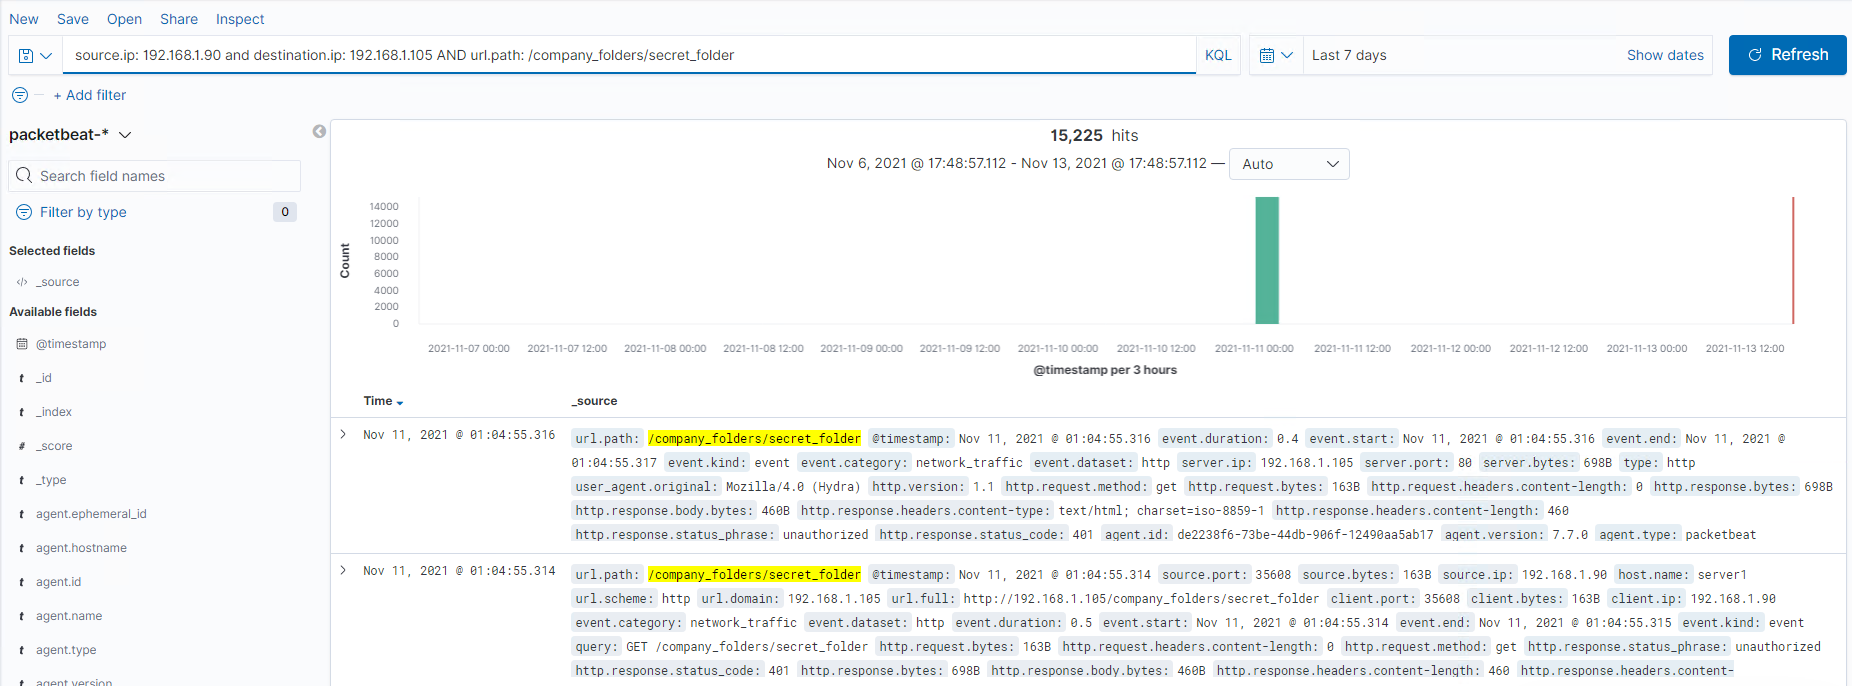 New Save Open Share Inspect
source.ip: 192.168.1.90 and destination.ip: 192.168.1.105 AND url.path: /company_folders/secret_folder KQL Last 7 days Show dates Refresh
+ Add filter
packetbeat-*
Search field names
Filter by type 0
Selected fields
_source
Available fields
@timestamp
_id
_index
_score
_type
agent.ephemeral_id
agent.hostname
agent.id
agent.name
agent.type
agent.version
15,225 hits
Nov 6, 2021 @ 17:48:57.112 - Nov 13, 2021 @ 17:48:57.112 — Auto
Count
14000
12000
10000
8000
6000
4000
2000
0
2021-11-07 00:00 2021-11-07 12:00 2021-11-08 00:00 2021-11-08 12:00 2021-11-09 00:00 2021-11-09 12:00 2021-11-10 00:00 2021-11-10 12:00 2021-11-11 00:00 2021-11-11 12:00 2021-11-12 00:00 2021-11-12 12:00 2021-11-13 00:00 2021-11-13 12:00
@timestamp per 3 hours
Time _source
Nov 11, 2021 @ 01:04:55.316 url.path: /company_folders/secret_folder @timestamp: Nov 11, 2021 @ 01:04:55.316 event.duration: 0.4 event.start: Nov 11, 2021 @ 01:04:55.316 event.end: Nov 11, 2021 @
01:04:55.317 event.kind: event event.category: network_traffic event.dataset: http server.ip: 192.168.1.105 server.port: 80 server.bytes: 698B type: http
user_agent.original: Mozilla/4.0 (Hydra) http.version: 1.1 http.request.method: get http.request.bytes: 163B http.request.headers.content-length: 0 http.response.bytes: 698B
http.response.body.bytes: 460B http.response.headers.content-type: text/html; charset=iso-8859-1 http.response.headers.content-length: 460
http.response.status_phrase: unauthorized http.response.status_code: 401 agent.id: de2238f6-73be-44db-906f-12490aa5ab17 agent.version: 7.7.0 agent.type: packetbeat
Nov 11, 2021 @ 01:04:55.314 url.path: /company_folders/secret_folder @timestamp: Nov 11, 2021 @ 01:04:55.314 source.port: 35608 source.bytes: 163B source.ip: 192.168.1.90 host.name: server1
url.scheme: http url.domain: 192.168.1.105 url.full: http://192.168.1.105/company_folders/secret_folder client.port: 35608 client.bytes: 163B client.ip: 192.168.1.90
event.category: network_traffic event.dataset: http event.duration: 0.5 event.start: Nov 11, 2021 @ 01:04:55.314 event.end: Nov 11, 2021 @ 01:04:55.315 event.kind: event
query: GET /company_folders/secret_folder http.request.bytes: 163B http.request.headers.content-length: 0 http.request.method: get http.response.status_phrase: unauthorized
http.response.status_code: 401 http.response.bytes: 698B http.response.body.bytes: 460B http.response.headers.content-length: 460 http.response.headers.content-